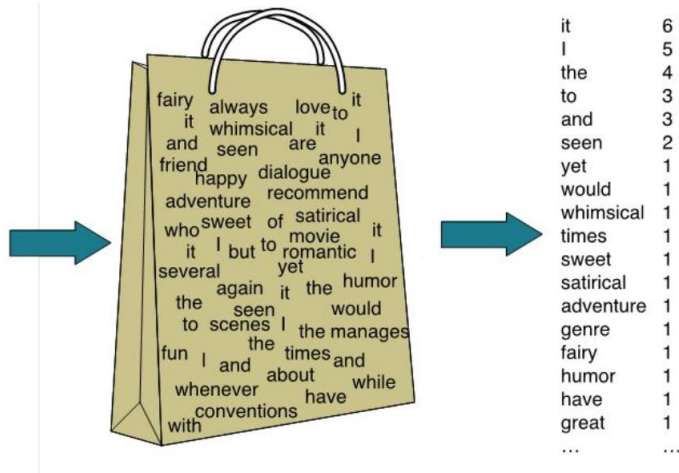 fairy always love to it
it whimsical it I
and seen are anyone
friend happy dialogue
adventure recommend
who sweet of satirical it
it I but to movie romantic I
several yet
again it the humor
the seen would
to scenes I the manages
fun the times and
I and about while
whenever have
conventions
with
it 6
I 5
the 4
to 3
and 3
seen 2
yet 1
would 1
whimsical 1
times 1
sweet 1
satirical 1
adventure 1
genre 1
fairy 1
humor 1
have 1
great 1
… …